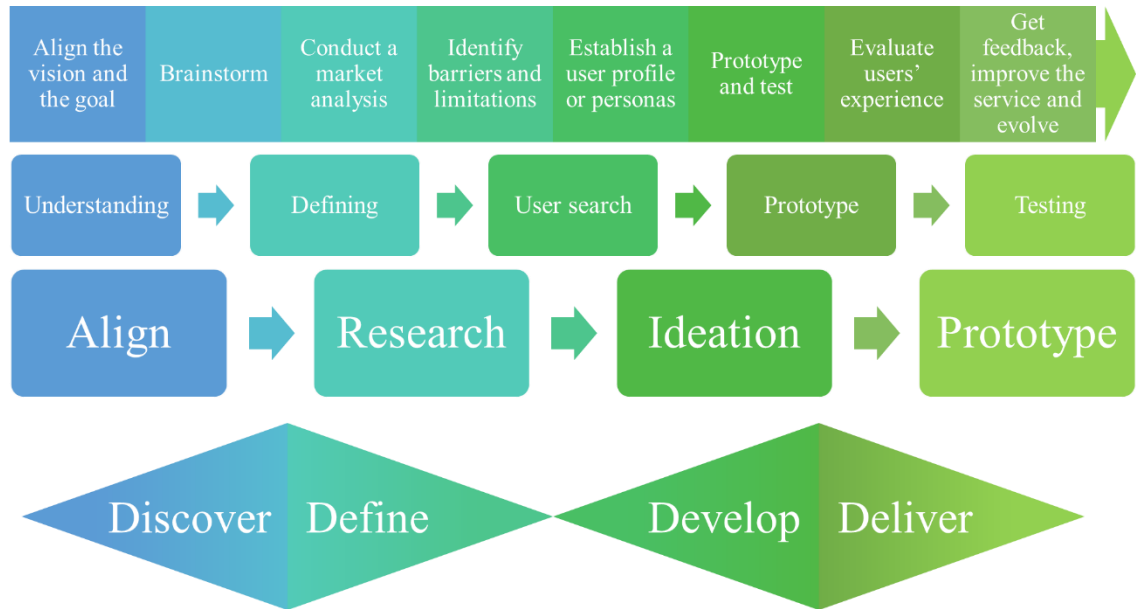 Align the
vision and
the goal
Brainstorm
Conduct a
market
analysis
Identify
barriers and
limitations
Establish a
user profile
or personas
Prototype
and test
Evaluate
users’
experience
Get
feedback,
improve the
service and
evolve
Understanding
Defining
User search
Prototype
Testing
Align
Research
Ideation
Prototype
Discover
Define
Develop
Deliver